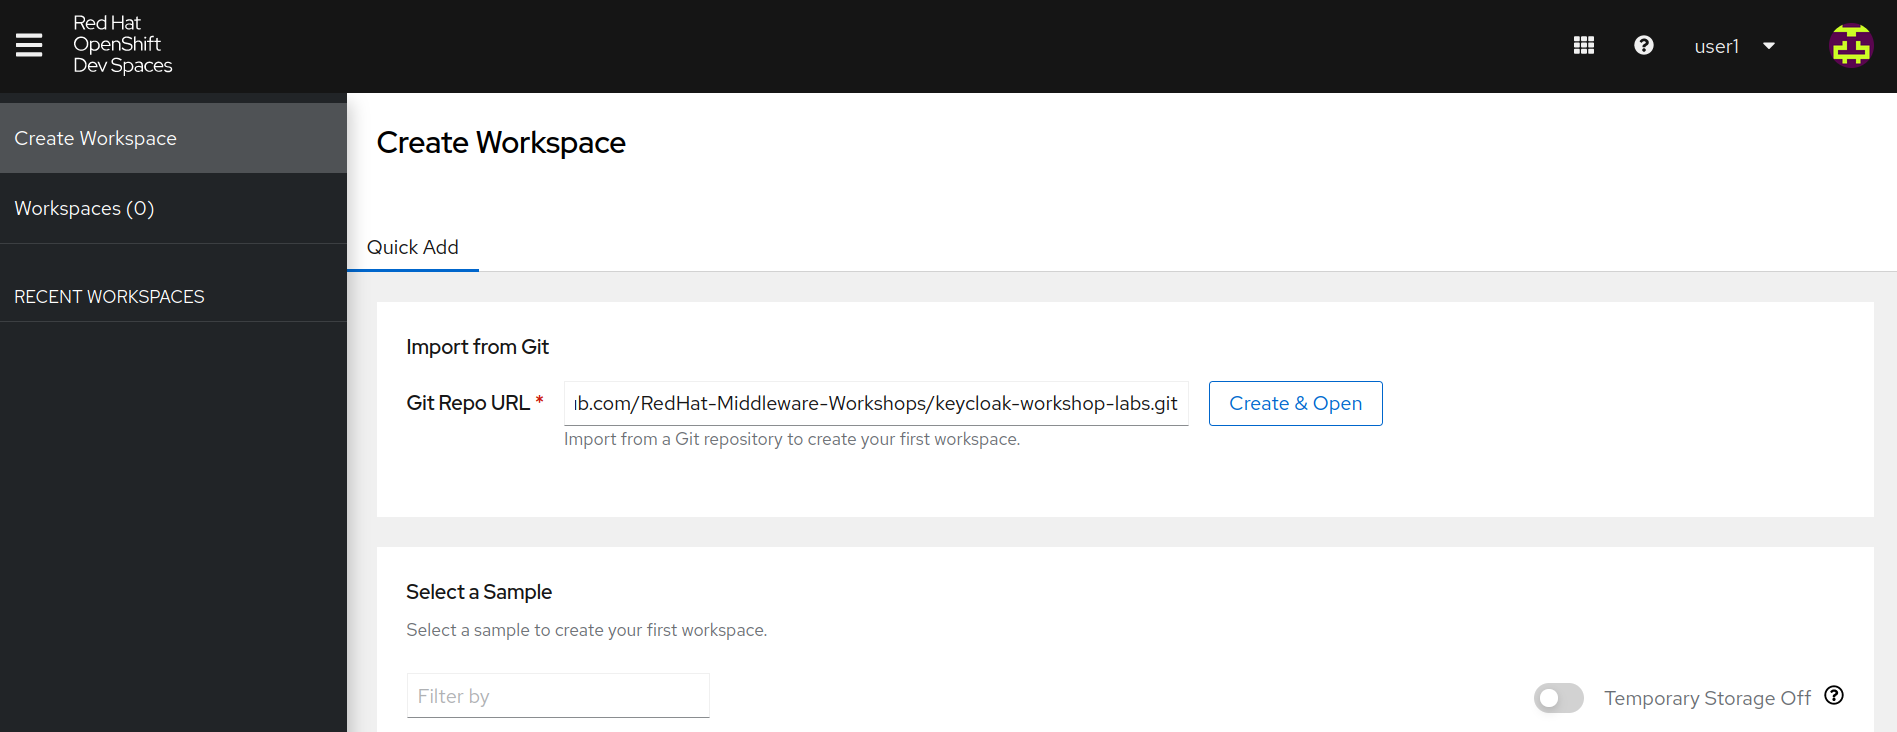 Red Hat
OpenShift
Dev Spaces
user1
Create Workspace
Workspaces (0)
RECENT WORKSPACES
Create Workspace
Quick Add
Import from Git
Git Repo URL *
ub.com/RedHat-Middleware-Workshops/keycloak-workshop-labs.git
Create & Open
Import from a Git repository to create your first workspace.
Select a Sample
Select a sample to create your first workspace.
Filter by
Temporary Storage Off